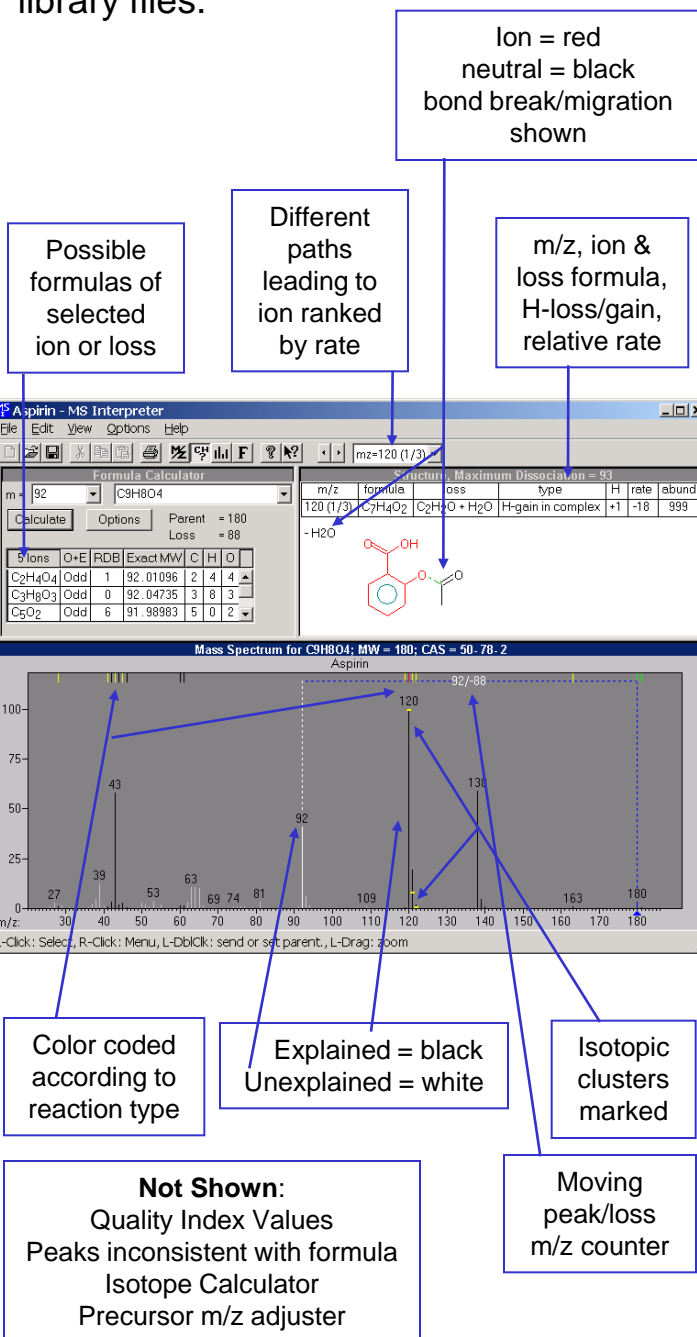 library files.
Ion = red
neutral = black
bond break/migration
shown
Different
paths
leading to
ion ranked
by rate
Possible
formulas of
selected
ion or loss
m/z, ion &
loss formula,
H-loss/gain,
relative rate
Aspirin - MS Interpreter
File Edit View Options Help
mz=120 (1/3)
Formula Calculator
m = 92 C9H8O4
Calculate Options Parent = 180
Loss = 88
5 Ions O+E RDB Exact MW C H O
C2H4O4 Odd 1 92.01096 2 4 4
C3H8O3 Odd 0 92.04735 3 8 3
C5O2 Odd 6 91.98983 5 0 2
Structure, Maximum Dissociation = 93
m/z formula loss type H rate abund
120 (1/3) C7H4O2 C2H2O + H2O H-gain in complex +1 -18 999
- H2O
O OH
O O
Mass Spectrum for C9H8O4; MW = 180; CAS = 50-78-2
Aspirin
92/-88
100
75
50
25
0
27 39 43 53 63 69 74 81 92 109 120 138 163 180
m/z: 30 40 50 60 70 80 90 100 110 120 130 140 150 160 170 180 190
L-Click: Select, R-Click: Menu, L-DblClk: send or set parent., L-Drag: zoom
Color coded
according to
reaction type
Explained = black
Unexplained = white
Isotopic
clusters
marked
Moving
peak/loss
m/z counter
Not Shown:
Quality Index Values
Peaks inconsistent with formula
Isotope Calculator
Precursor m/z adjuster